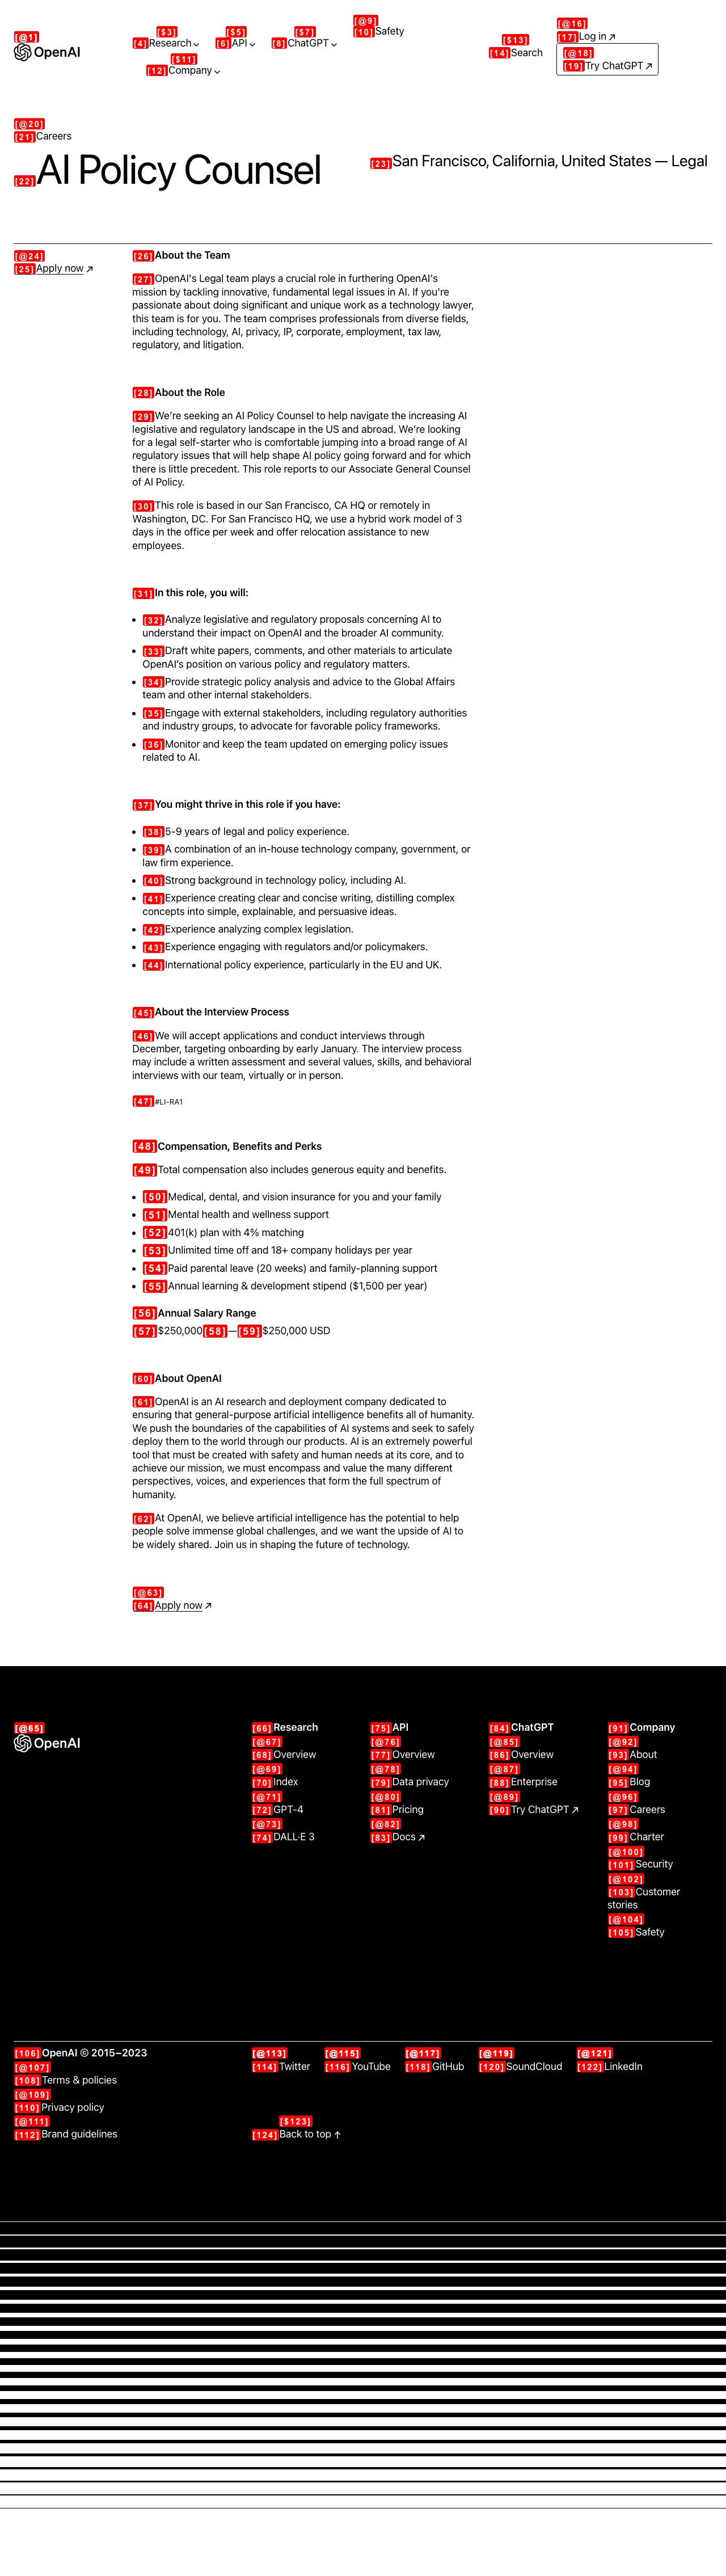 [@1]
OpenAI
[$3]
[4]Research
[$5]
[6]API
[$7]
[8]ChatGPT
[@9]
[10]Safety
[$11]
[12]Company
[$13]
[14]Search
[@16]
[17]Log in ↗
[@18]
[19]Try ChatGPT ↗
[@20]
[21]Careers
[22]AI Policy Counsel
[23]San Francisco, California, United States — Legal
[@24]
[25]Apply now ↗
[26]About the Team
[27]OpenAI's Legal team plays a crucial role in furthering OpenAI's
mission by tackling innovative, fundamental legal issues in AI. If you're
passionate about doing significant and unique work as a technology lawyer,
this team is for you. The team comprises professionals from diverse fields,
including technology, AI, privacy, IP, corporate, employment, tax law,
regulatory, and litigation.
[28]About the Role
[29]We're seeking an AI Policy Counsel to help navigate the increasing AI
legislative and regulatory landscape in the US and abroad. We're looking
for a legal self-starter who is comfortable jumping into a broad range of AI
regulatory issues that will help shape AI policy going forward and for which
there is little precedent. This role reports to our Associate General Counsel
of AI Policy.
[30]This role is based in our San Francisco, CA HQ or remotely in
Washington, DC. For San Francisco HQ, we use a hybrid work model of 3
days in the office per week and offer relocation assistance to new
employees.
[31]In this role, you will:
• [32]Analyze legislative and regulatory proposals concerning AI to
understand their impact on OpenAI and the broader AI community.
• [33]Draft white papers, comments, and other materials to articulate
OpenAI's position on various policy and regulatory matters.
• [34]Provide strategic policy analysis and advice to the Global Affairs
team and other internal stakeholders.
• [35]Engage with external stakeholders, including regulatory authorities
and industry groups, to advocate for favorable policy frameworks.
• [36]Monitor and keep the team updated on emerging policy issues
related to AI.
[37]You might thrive in this role if you have:
• [38]5-9 years of legal and policy experience.
• [39]A combination of an in-house technology company, government, or
law firm experience.
• [40]Strong background in technology policy, including AI.
• [41]Experience creating clear and concise writing, distilling complex
concepts into simple, explainable, and persuasive ideas.
• [42]Experience analyzing complex legislation.
• [43]Experience engaging with regulators and/or policymakers.
• [44]International policy experience, particularly in the EU and UK.
[45]About the Interview Process
[46]We will accept applications and conduct interviews through
December, targeting onboarding by early January. The interview process
may include a written assessment and several values, skills, and behavioral
interviews with our team, virtually or in person.
[47]#LI-RA1
[48]Compensation, Benefits and Perks
[49]Total compensation also includes generous equity and benefits.
• [50]Medical, dental, and vision insurance for you and your family
• [51]Mental health and wellness support
• [52]401(k) plan with 4% matching
• [53]Unlimited time off and 18+ company holidays per year
• [54]Paid parental leave (20 weeks) and family-planning support
• [55]Annual learning & development stipend ($1,500 per year)
[56]Annual Salary Range
[57]$250,000[58]—[59]$250,000 USD
[60]About OpenAI
[61]OpenAI is an AI research and deployment company dedicated to
ensuring that general-purpose artificial intelligence benefits all of humanity.
We push the boundaries of the capabilities of AI systems and seek to safely
deploy them to the world through our products. AI is an extremely powerful
tool that must be created with safety and human needs at its core, and to
achieve our mission, we must encompass and value the many different
perspectives, voices, and experiences that form the full spectrum of
humanity.
[62]At OpenAI, we believe artificial intelligence has the potential to help
people solve immense global challenges, and we want the upside of AI to
be widely shared. Join us in shaping the future of technology.
[@63]
[64]Apply now ↗
[@65]
OpenAI
[66]Research
[@67]
[68]Overview
[@69]
[70]Index
[@71]
[72]GPT-4
[@73]
[74]DALL·E 3
[75]API
[@76]
[77]Overview
[@78]
[79]Data privacy
[@80]
[81]Pricing
[@82]
[83]Docs ↗
[84]ChatGPT
[@85]
[86]Overview
[@87]
[88]Enterprise
[@89]
[90]Try ChatGPT ↗
[91]Company
[@92]
[93]About
[@94]
[95]Blog
[@96]
[97]Careers
[@98]
[99]Charter
[@100]
[101]Security
[@102]
[103]Customer
stories
[@104]
[105]Safety
[106]OpenAI © 2015–2023
[@107]
[108]Terms & policies
[@109]
[110]Privacy policy
[@111]
[112]Brand guidelines
[@113]
[114]Twitter
[@115]
[116]YouTube
[@117]
[118]GitHub
[@119]
[120]SoundCloud
[@121]
[122]LinkedIn
[$123]
[124]Back to top ↑